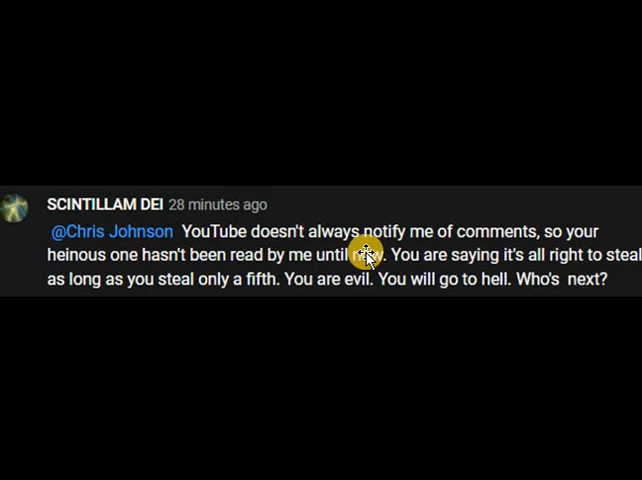 SCINTILLAM DEI 28 minutes ago
@Chris Johnson YouTube doesn't always notify me of comments, so your
heinous one hasn't been read by me until now. You are saying it's all right to steal
as long as you steal only a fifth. You are evil. You will go to hell. Who's next?